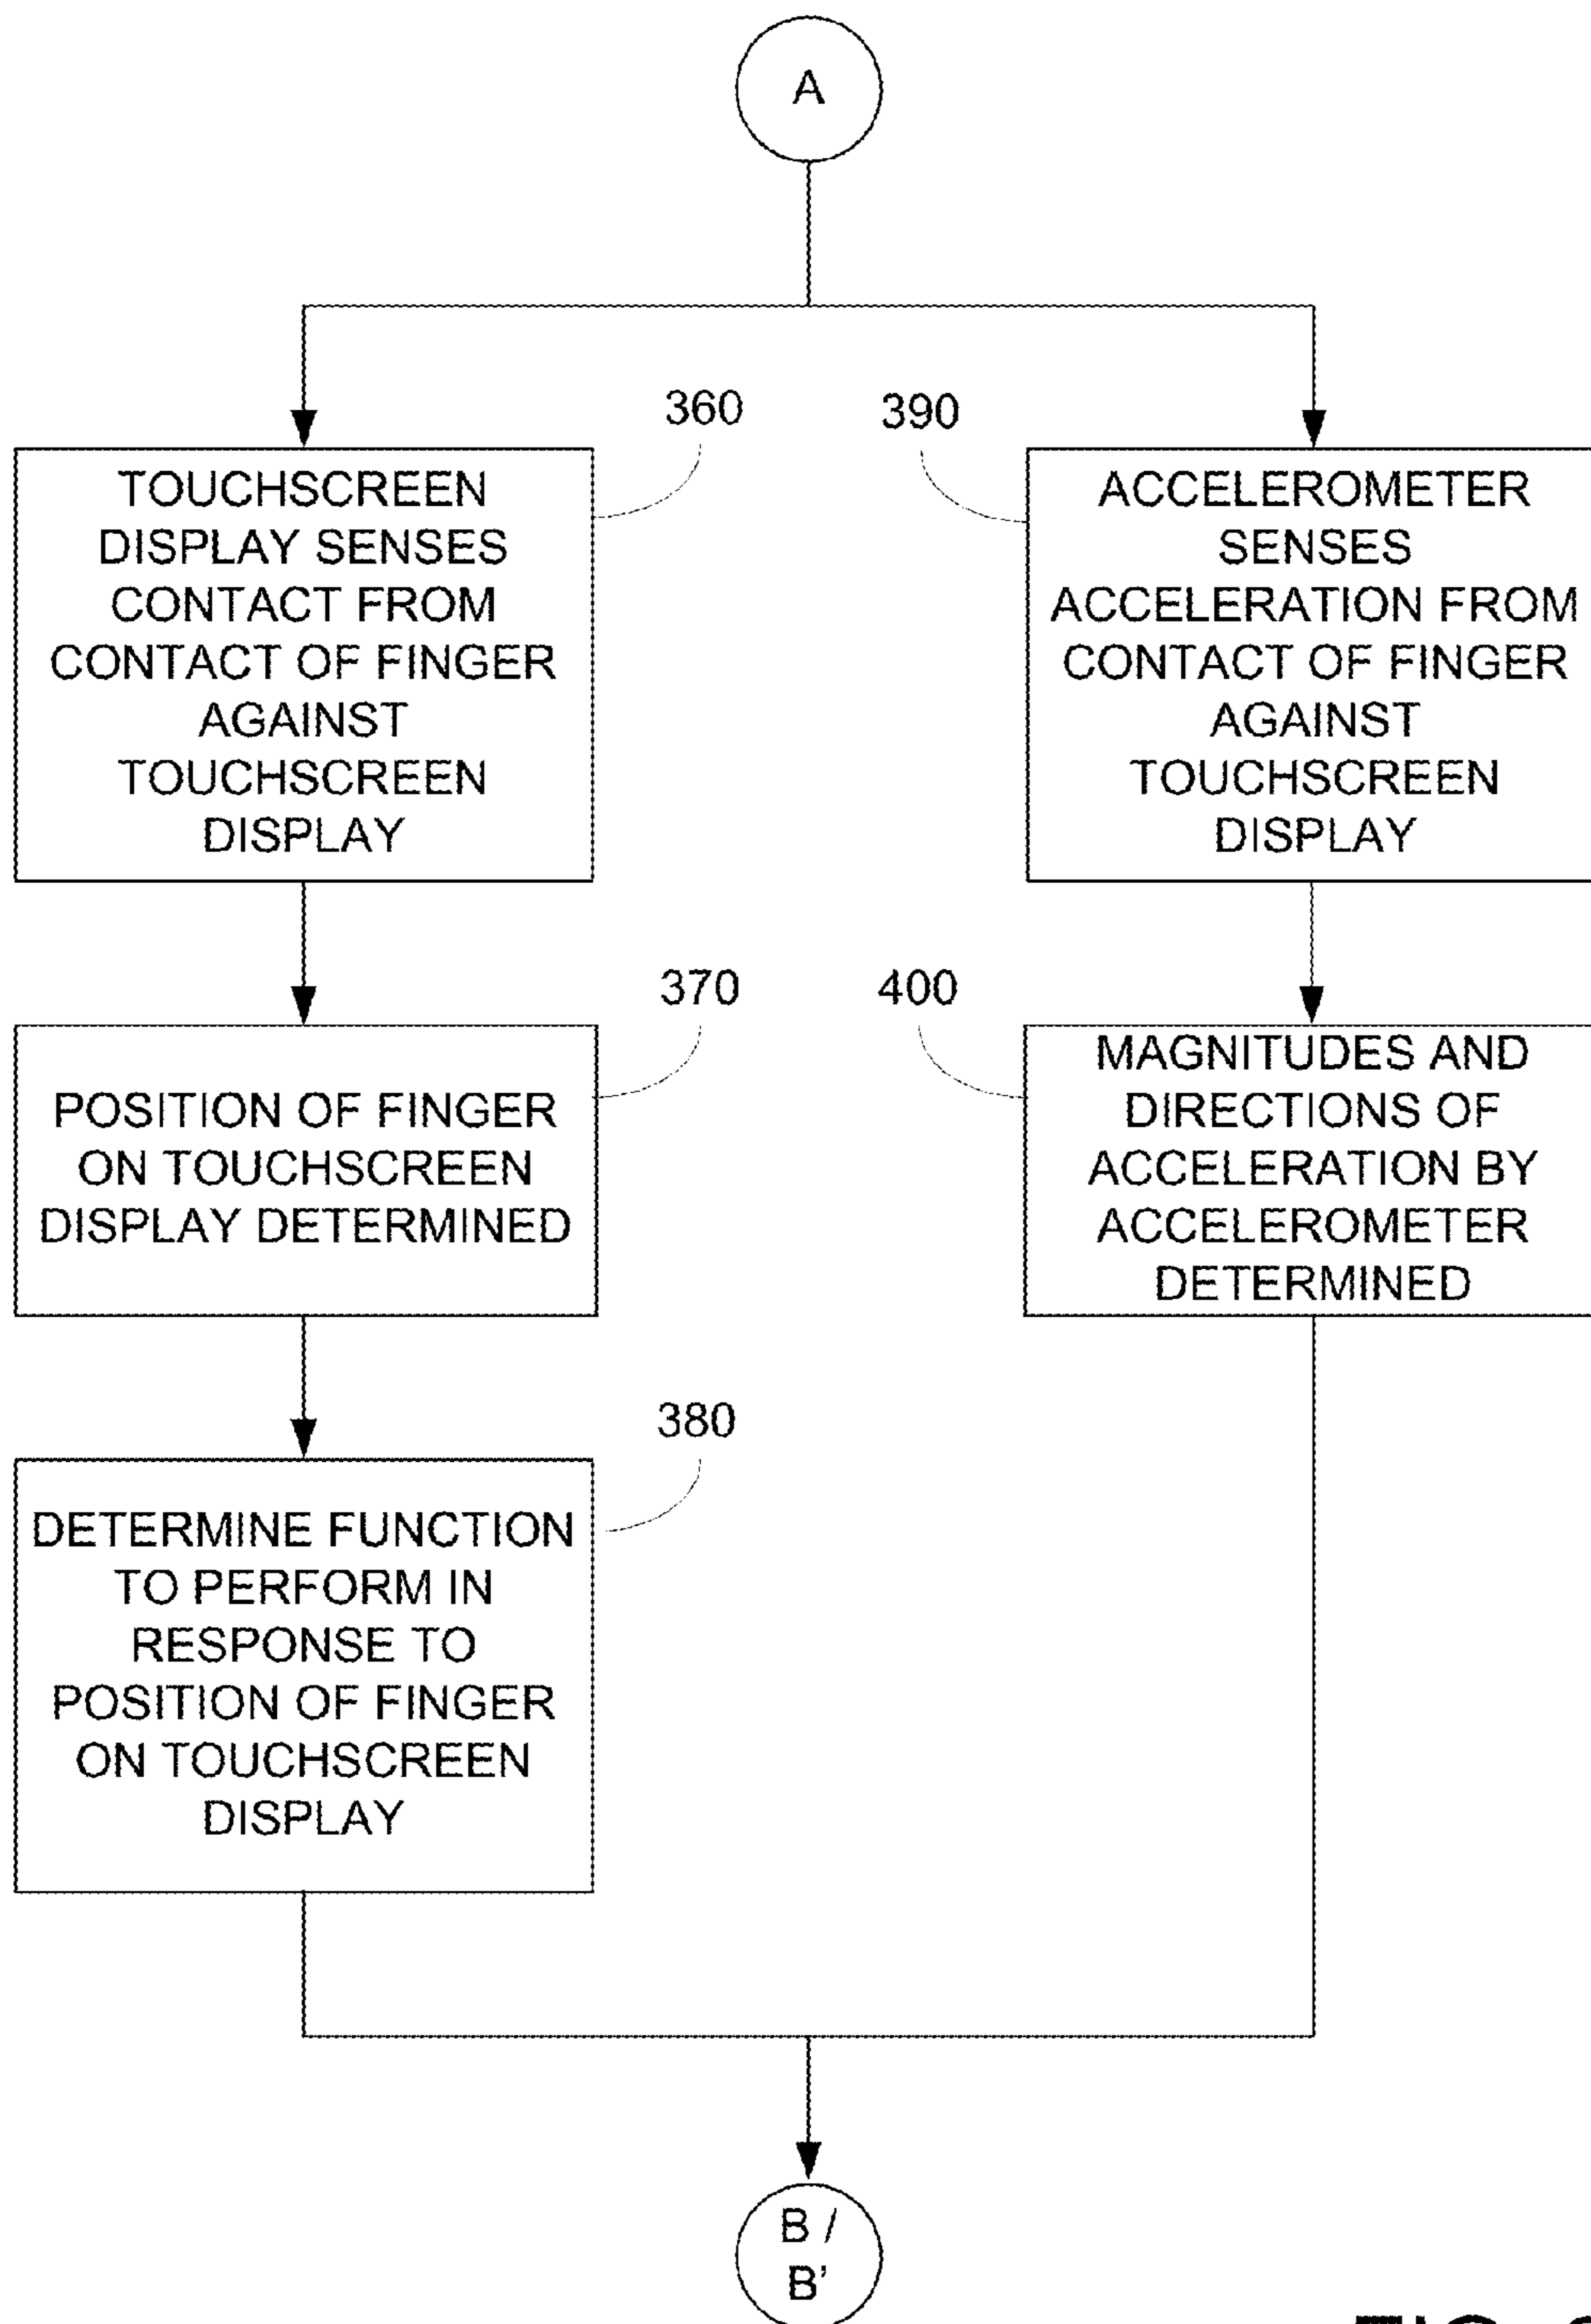 A
360
TOUCHSCREEN
DISPLAY SENSES
CONTACT FROM
CONTACT OF FINGER
AGAINST
TOUCHSCREEN
DISPLAY
370
POSITION OF FINGER
ON TOUCHSCREEN
DISPLAY DETERMINED
380
DETERMINE FUNCTION
TO PERFORM IN
RESPONSE TO
POSITION OF FINGER
ON TOUCHSCREEN
DISPLAY
390
ACCELEROMETER
SENSES
ACCELERATION FROM
CONTACT OF FINGER
AGAINST
TOUCHSCREEN
DISPLAY
400
MAGNITUDES AND
DIRECTIONS OF
ACCELERATION BY
ACCELEROMETER
DETERMINED
B /
B'